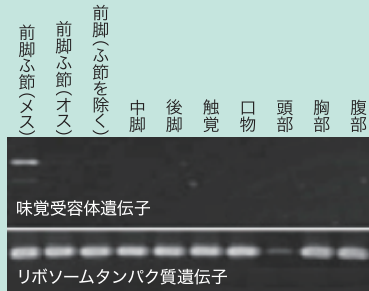 前脚ふ節(メス)
前脚ふ節(オス)
前脚(ふ節を除く)
中脚
後脚
触覚
口物
頭部
胸部
腹部
味覚受容体遺伝子
リボソームタンパク質遺伝子